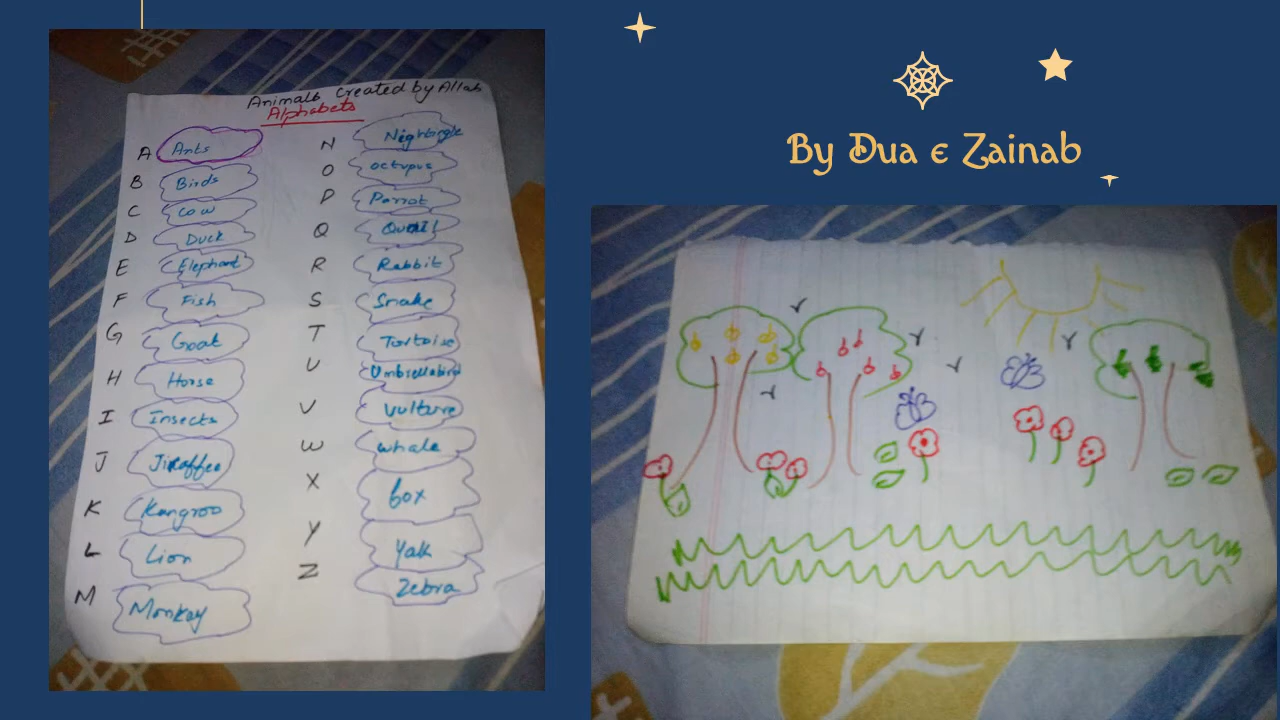 Animals created by Allah
Alphabets
A Ants
B Birds
C Cow
D Duck
E Elephant
F Fish
G Goat
H Horse
I Insects
J Jiraffee
K Kangroo
L Lion
M Monkay
N Nightingle
O octupus
P Parrot
Q Quail
R Rabbit
S Snake
T Tortoise
U Umbrellabird
V Vulture
W whale
X fox
Y Yak
Z Zebra
By Dua & Zainab